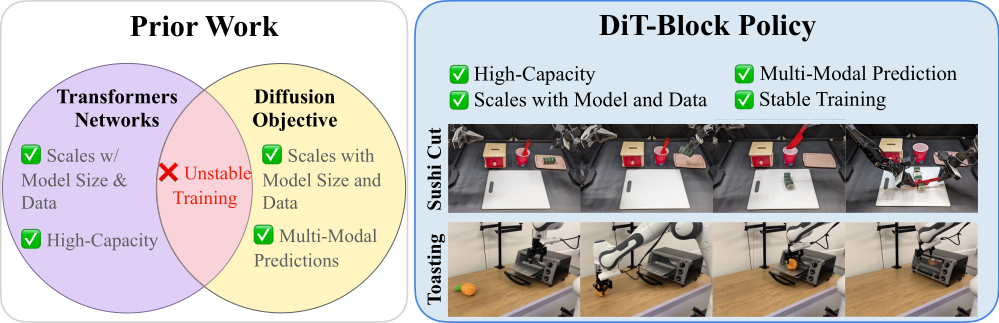 Prior Work
Transformers
Networks
✅ Scales w/
Model Size &
Data
✅ High-Capacity
❌ Unstable
Training
Diffusion
Objective
✅ Scales with
Model Size and
Data
✅ Multi-Modal
Predictions
DiT-Block Policy
✅ High-Capacity
✅ Scales with Model and Data
✅ Multi-Modal Prediction
✅ Stable Training
Sushi Cut
Toasting